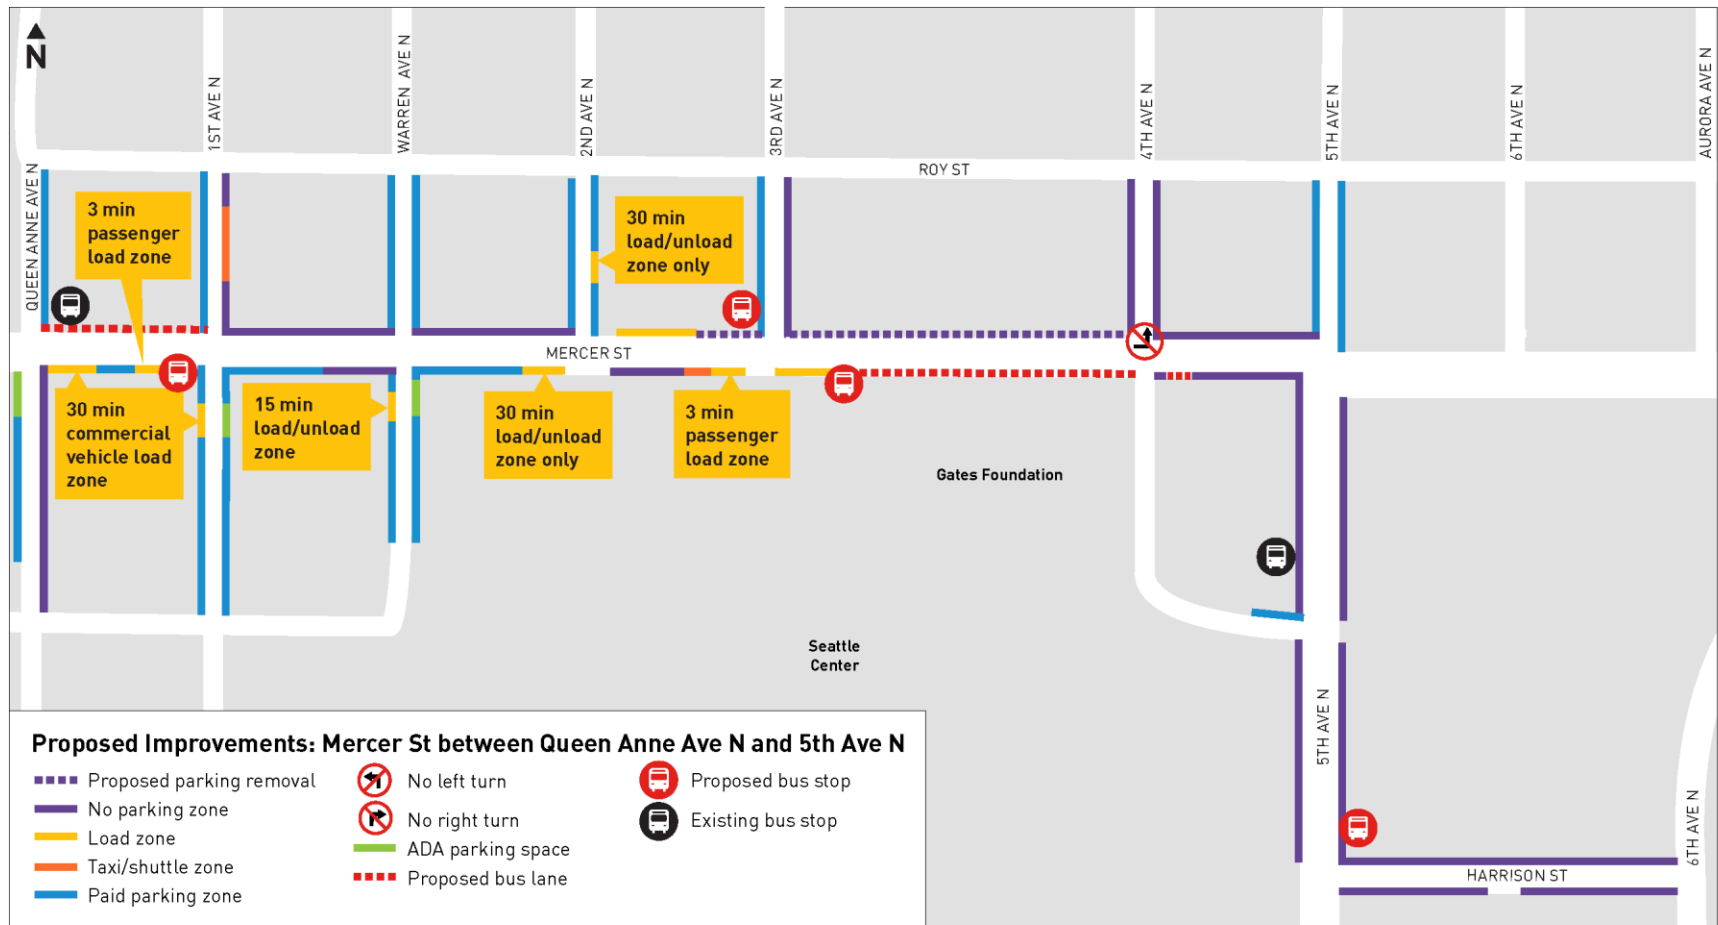 N
QUEEN ANNE AVE N
1ST AVE N
WARREN AVE N
2ND AVE N
3RD AVE N
4TH AVE N
5TH AVE N
6TH AVE N
AURORA AVE N
ROY ST
3 min
passenger
load zone
30 min
load/unload
zone only
MERCER ST
30 min
commercial
vehicle load
zone
15 min
load/unload
zone
30 min
load/unload
zone only
3 min
passenger
load zone
Gates Foundation
Seattle
Center
5TH AVE N
6TH AVE N
HARRISON ST
Proposed Improvements: Mercer St between Queen Anne Ave N and 5th Ave N
Proposed parking removal
No parking zone
Load zone
Taxi/shuttle zone
Paid parking zone
No left turn
No right turn
ADA parking space
Proposed bus lane
Proposed bus stop
Existing bus stop